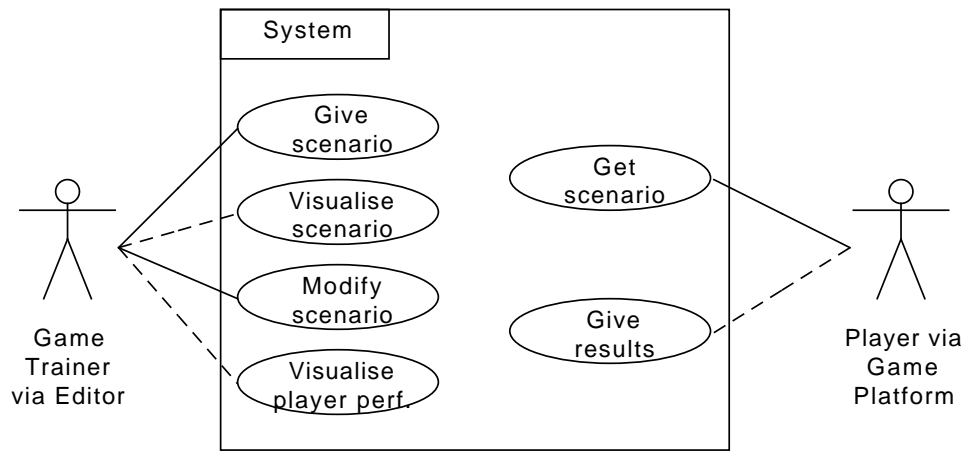 System
Give
scenario
Visualise
scenario
Modify
scenario
Visualise
player perf.
Get
scenario
Give
results
Game
Trainer
via Editor
Player via
Game
Platform